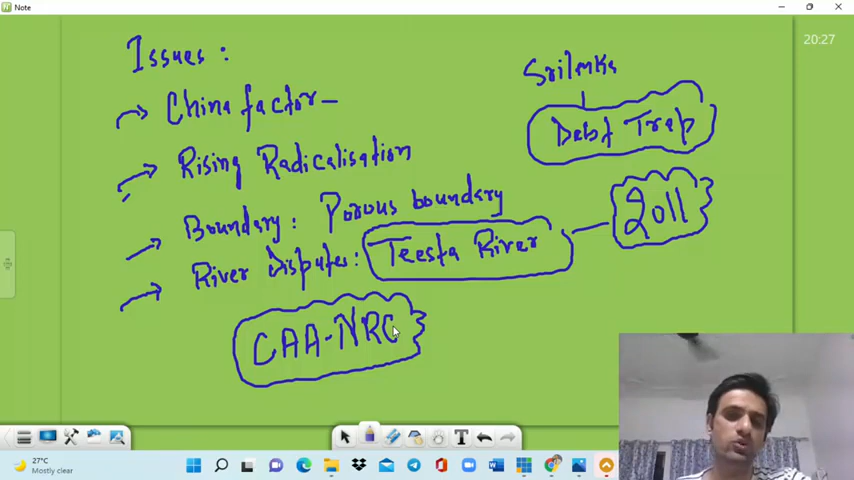 Note
20:27
Issues :
China factor -
Rising Radicalisation
Boundary : Porous boundary
River Disputes : Teesta River
2011
CAA-NRC
Srilanka
Debt Trap
27°C
Mostly clear